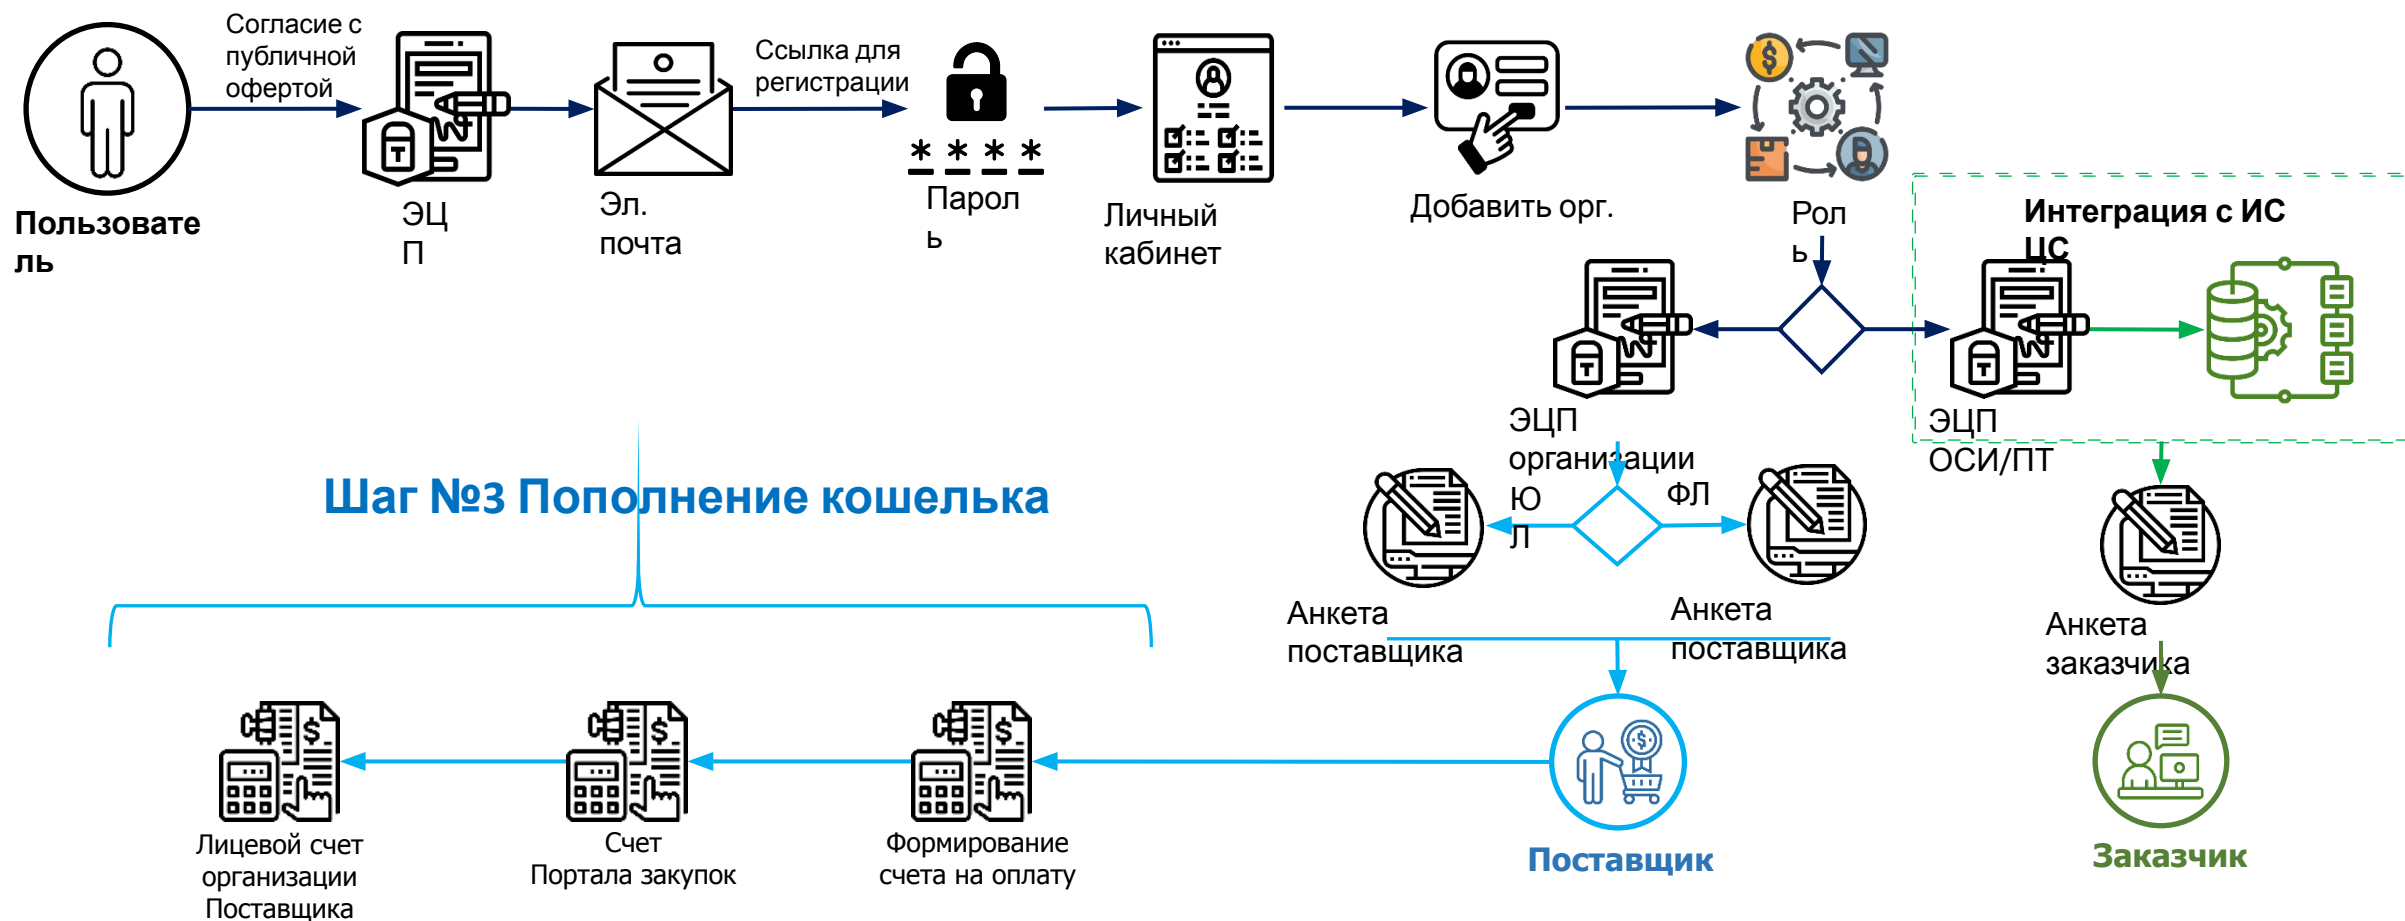 Согласие с
публичной
офертой
Ссылка для
регистрации
Пользовате
ль
ЭЦ
П
Эл.
почта
* * * *
Парол
ь
Личный
кабинет
Добавить орг.
Рол
ь
Интеграция с ИС
ЦС
ЭЦП
организации
ЭЦП
ОСИ/ПТ
Шаг №3 Пополнение кошелька
Ю
Л
ФЛ
Анкета
поставщика
Анкета
поставщика
Анкета
заказчика
Лицевой счет
организации
Поставщика
Счет
Портала закупок
Формирование
счета на оплату
Поставщик
Заказчик